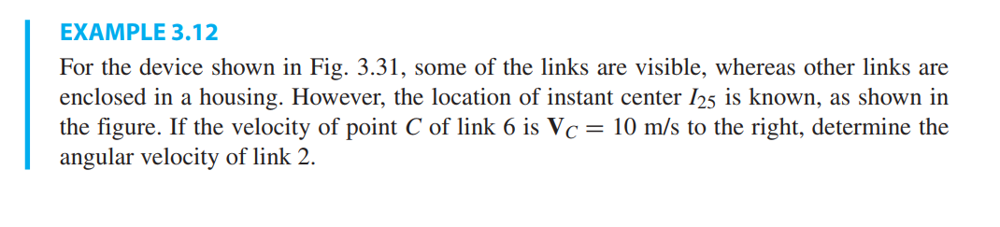 EXAMPLE 3.12
For the device shown in Fig. 3.31, some of the links are visible, whereas other links are
enclosed in a housing. However, the location of instant center I25 is known, as shown in
the figure. If the velocity of point C of link 6 is VC = 10 m/s to the right, determine the
angular velocity of link 2.